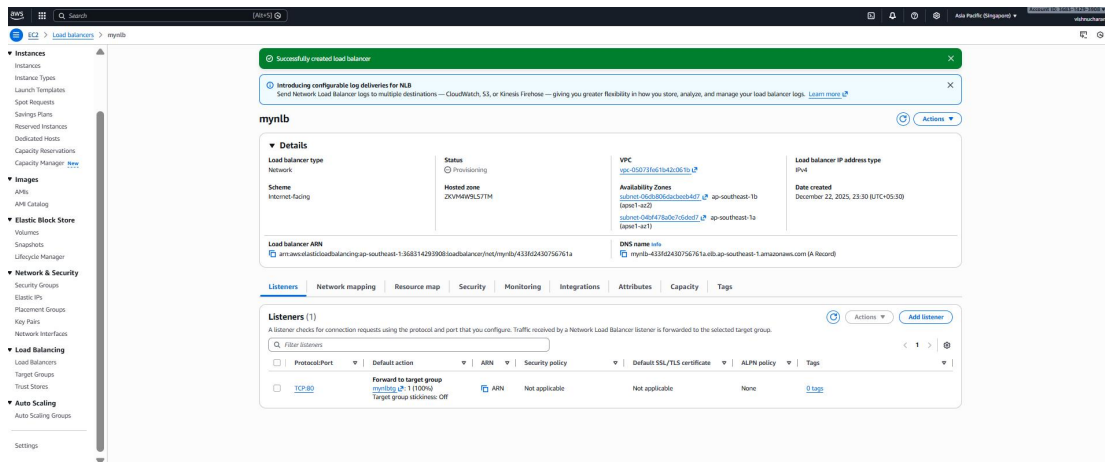 aws
Search
[Alt+S]
Asia Pacific (Singapore)
Account ID: 3683-1429-3908
vishnucharan
EC2 > Load balancers > mynlb
Instances
Instances
Instance Types
Launch Templates
Spot Requests
Savings Plans
Reserved Instances
Dedicated Hosts
Capacity Reservations
Capacity Manager New
Images
AMIs
AMI Catalog
Elastic Block Store
Volumes
Snapshots
Lifecycle Manager
Network & Security
Security Groups
Elastic IPs
Placement Groups
Key Pairs
Network Interfaces
Load Balancing
Load Balancers
Target Groups
Trust Stores
Auto Scaling
Auto Scaling Groups
Settings
Successfully created load balancer
Introducing configurable log deliveries for NLB
Send Network Load Balancer logs to multiple destinations — CloudWatch, S3, or Kinesis Firehose — giving you greater flexibility in how you store, analyze, and manage your load balancer logs. Learn more
mynlb
Actions
Details
Load balancer type
Network
Status
Provisioning
VPC
vpc-05073fe61b42c061b
Load balancer IP address type
IPv4
Scheme
Internet-facing
Hosted zone
ZKVM4W9LS7TM
Availability Zones
subnet-06db806dacbeeb4d7 ap-southeast-1b
(apse1-az2)
subnet-04bf478a0e7c6ded7 ap-southeast-1a
(apse1-az1)
Date created
December 22, 2025, 23:30 (UTC+05:30)
Load balancer ARN
arn:aws:elasticloadbalancing:ap-southeast-1:368314293908:loadbalancer/net/mynlb/433fd2430756761a
DNS name Info
mynlb-433fd2430756761a.elb.ap-southeast-1.amazonaws.com (A Record)
Listeners Network mapping Resource map Security Monitoring Integrations Attributes Capacity Tags
Listeners (1)
A listener checks for connection requests using the protocol and port that you configure. Traffic received by a Network Load Balancer listener is forwarded to the selected target group.
Actions
Add listener
Filter listeners
1
Protocol:Port Default action ARN Security policy Default SSL/TLS certificate ALPN policy Tags
Forward to target group
TCP:80 mynlbtg : 1 (100%) ARN Not applicable Not applicable None 0 tags
Target group stickiness: Off